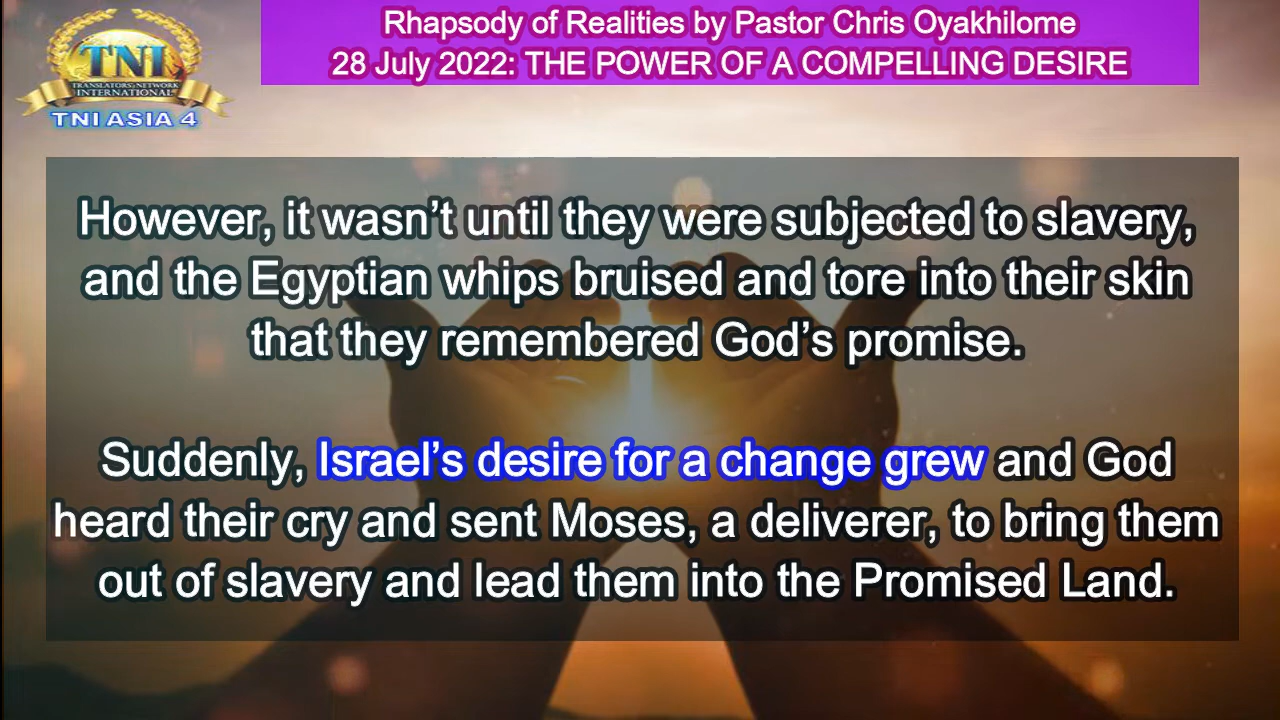 Rhapsody of Realities by Pastor Chris Oyakhilome
28 July 2022: THE POWER OF A COMPELLING DESIRE
TNI
TRANSLATORS' NETWORK
INTERNATIONAL
TNI ASIA 4
However, it wasn’t until they were subjected to slavery,
and the Egyptian whips bruised and tore into their skin
that they remembered God’s promise.
Suddenly, Israel’s desire for a change grew and God
heard their cry and sent Moses, a deliverer, to bring them
out of slavery and lead them into the Promised Land.